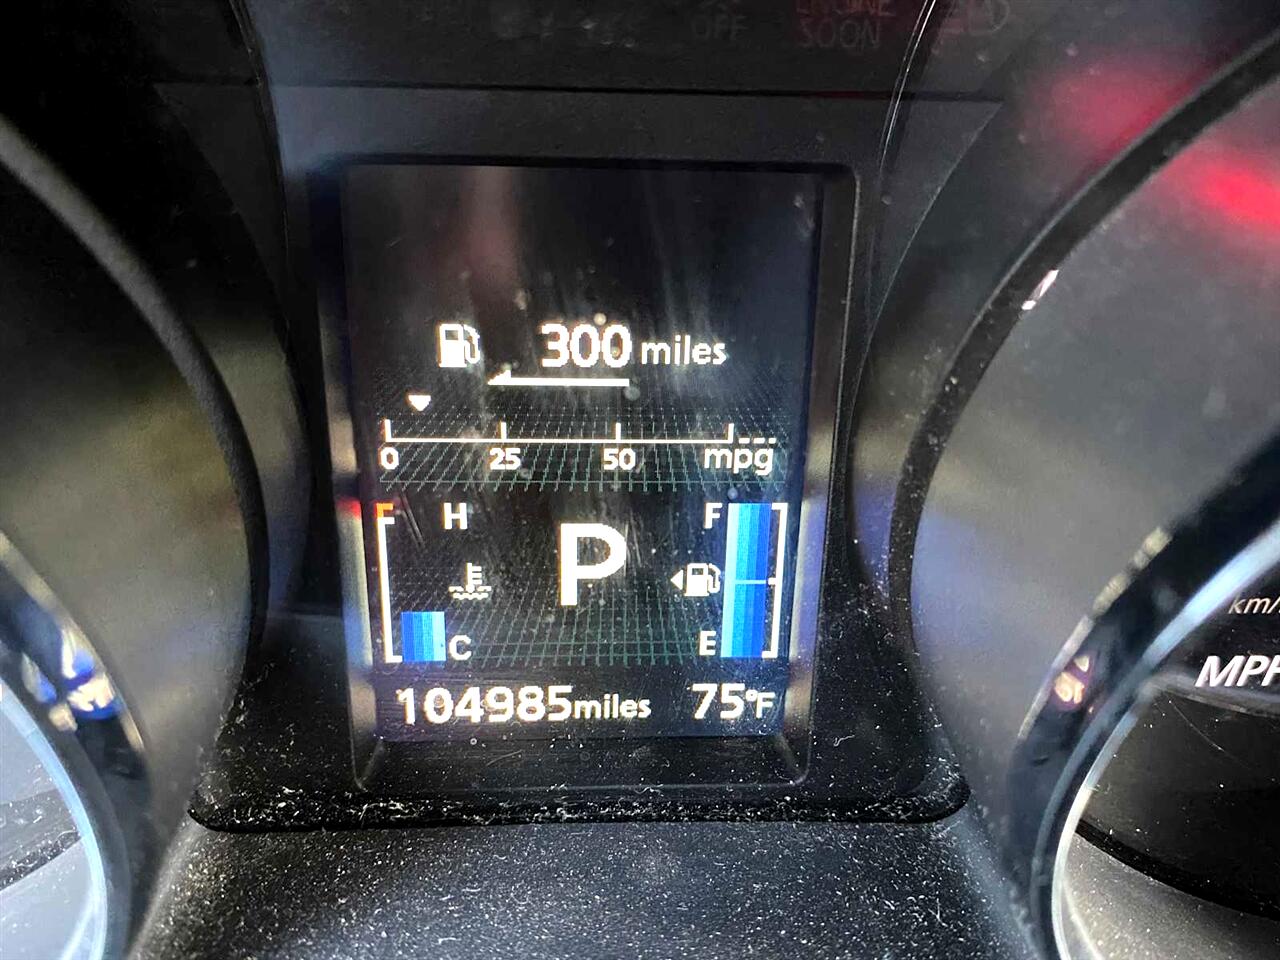 OFF
ENGINE
SOON
300 miles
0 25 50 mpg
H
F
P
C
E
104985miles 75°F
km/
MPH